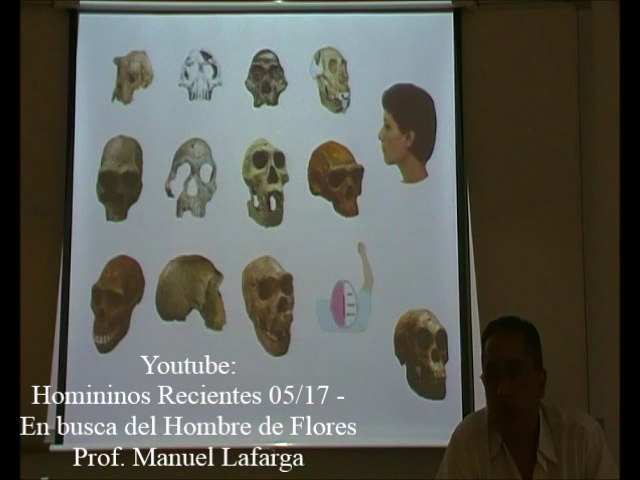 Youtube:
Homininos Recientes 05/17 -
En busca del Hombre de Flores
Prof. Manuel Lafarga